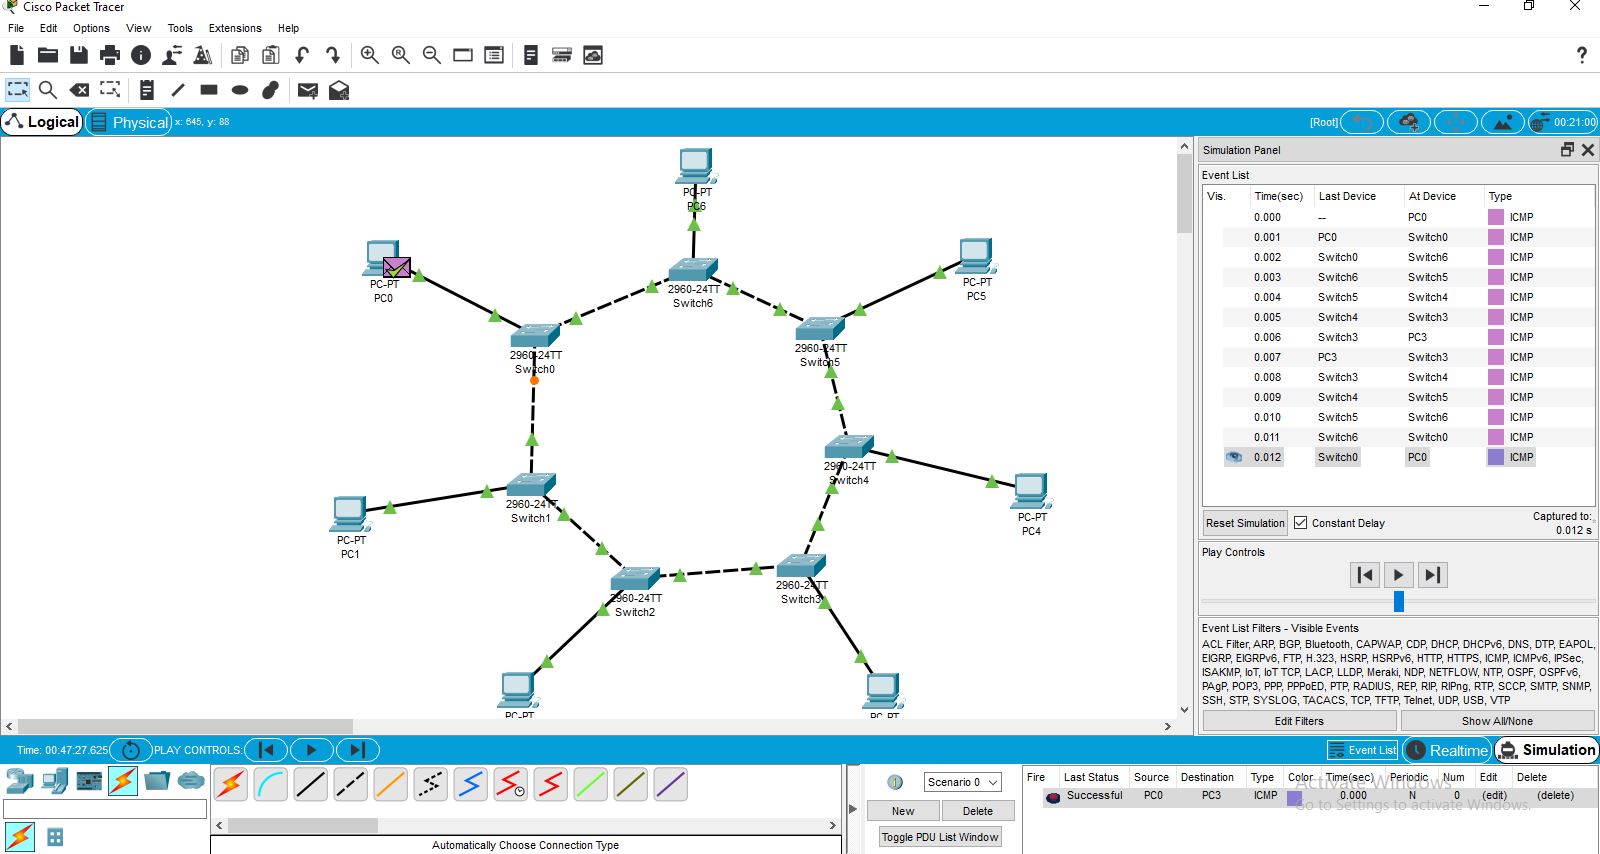 Cisco Packet Tracer
File Edit Options View Tools Extensions Help
Logical Physical x: 645, y: 88 [Root] 00:21:00
PC-PT
PC6
PC-PT
PC0
2960-24TT
Switch6
PC-PT
PC5
2960-24TT
Switch0
2960-24TT
Switch5
2960-24TT
Switch4
2960-24TT
Switch1
PC-PT
PC4
PC-PT
PC1
2960-24TT
Switch3
2960-24TT
Switch2
PC-PT
PC-PT
Simulation Panel
Event List
Vis. Time(sec) Last Device At Device Type
0.000 -- PC0 ICMP
0.001 PC0 Switch0 ICMP
0.002 Switch0 Switch6 ICMP
0.003 Switch6 Switch5 ICMP
0.004 Switch5 Switch4 ICMP
0.005 Switch4 Switch3 ICMP
0.006 Switch3 PC3 ICMP
0.007 PC3 Switch3 ICMP
0.008 Switch3 Switch4 ICMP
0.009 Switch4 Switch5 ICMP
0.010 Switch5 Switch6 ICMP
0.011 Switch6 Switch0 ICMP
0.012 Switch0 PC0 ICMP
Reset Simulation Constant Delay Captured to:
0.012 s
Play Controls
Event List Filters - Visible Events
ACL Filter, ARP, BGP, Bluetooth, CAPWAP, CDP, DHCP, DHCPv6, DNS, DTP, EAPOL,
EIGRP, EIGRPv6, FTP, H.323, HSRP, HSRPv6, HTTP, HTTPS, ICMP, ICMPv6, IPSec,
ISAKMP, IoT, IoT TCP, LACP, LLDP, Meraki, NDP, NETFLOW, NTP, OSPF, OSPFv6,
PAgP, POP3, PPP, PPPoED, PTP, RADIUS, REP, RIP, RIPng, RTP, SCCP, SMTP, SNMP,
SSH, STP, SYSLOG, TACACS, TCP, TFTP, Telnet, UDP, USB, VTP
Edit Filters Show All/None
Time: 00:47:27.625 PLAY CONTROLS: Event List Realtime Simulation
Scenario 0
New Delete
Toggle PDU List Window
Fire Last Status Source Destination Type Color Time(sec) Periodic Num Edit Delete
Successful PC0 PC3 ICMP 0.000 N 0 (edit) (delete)
Activate Windows
Go to Settings to activate Windows.
Automatically Choose Connection Type